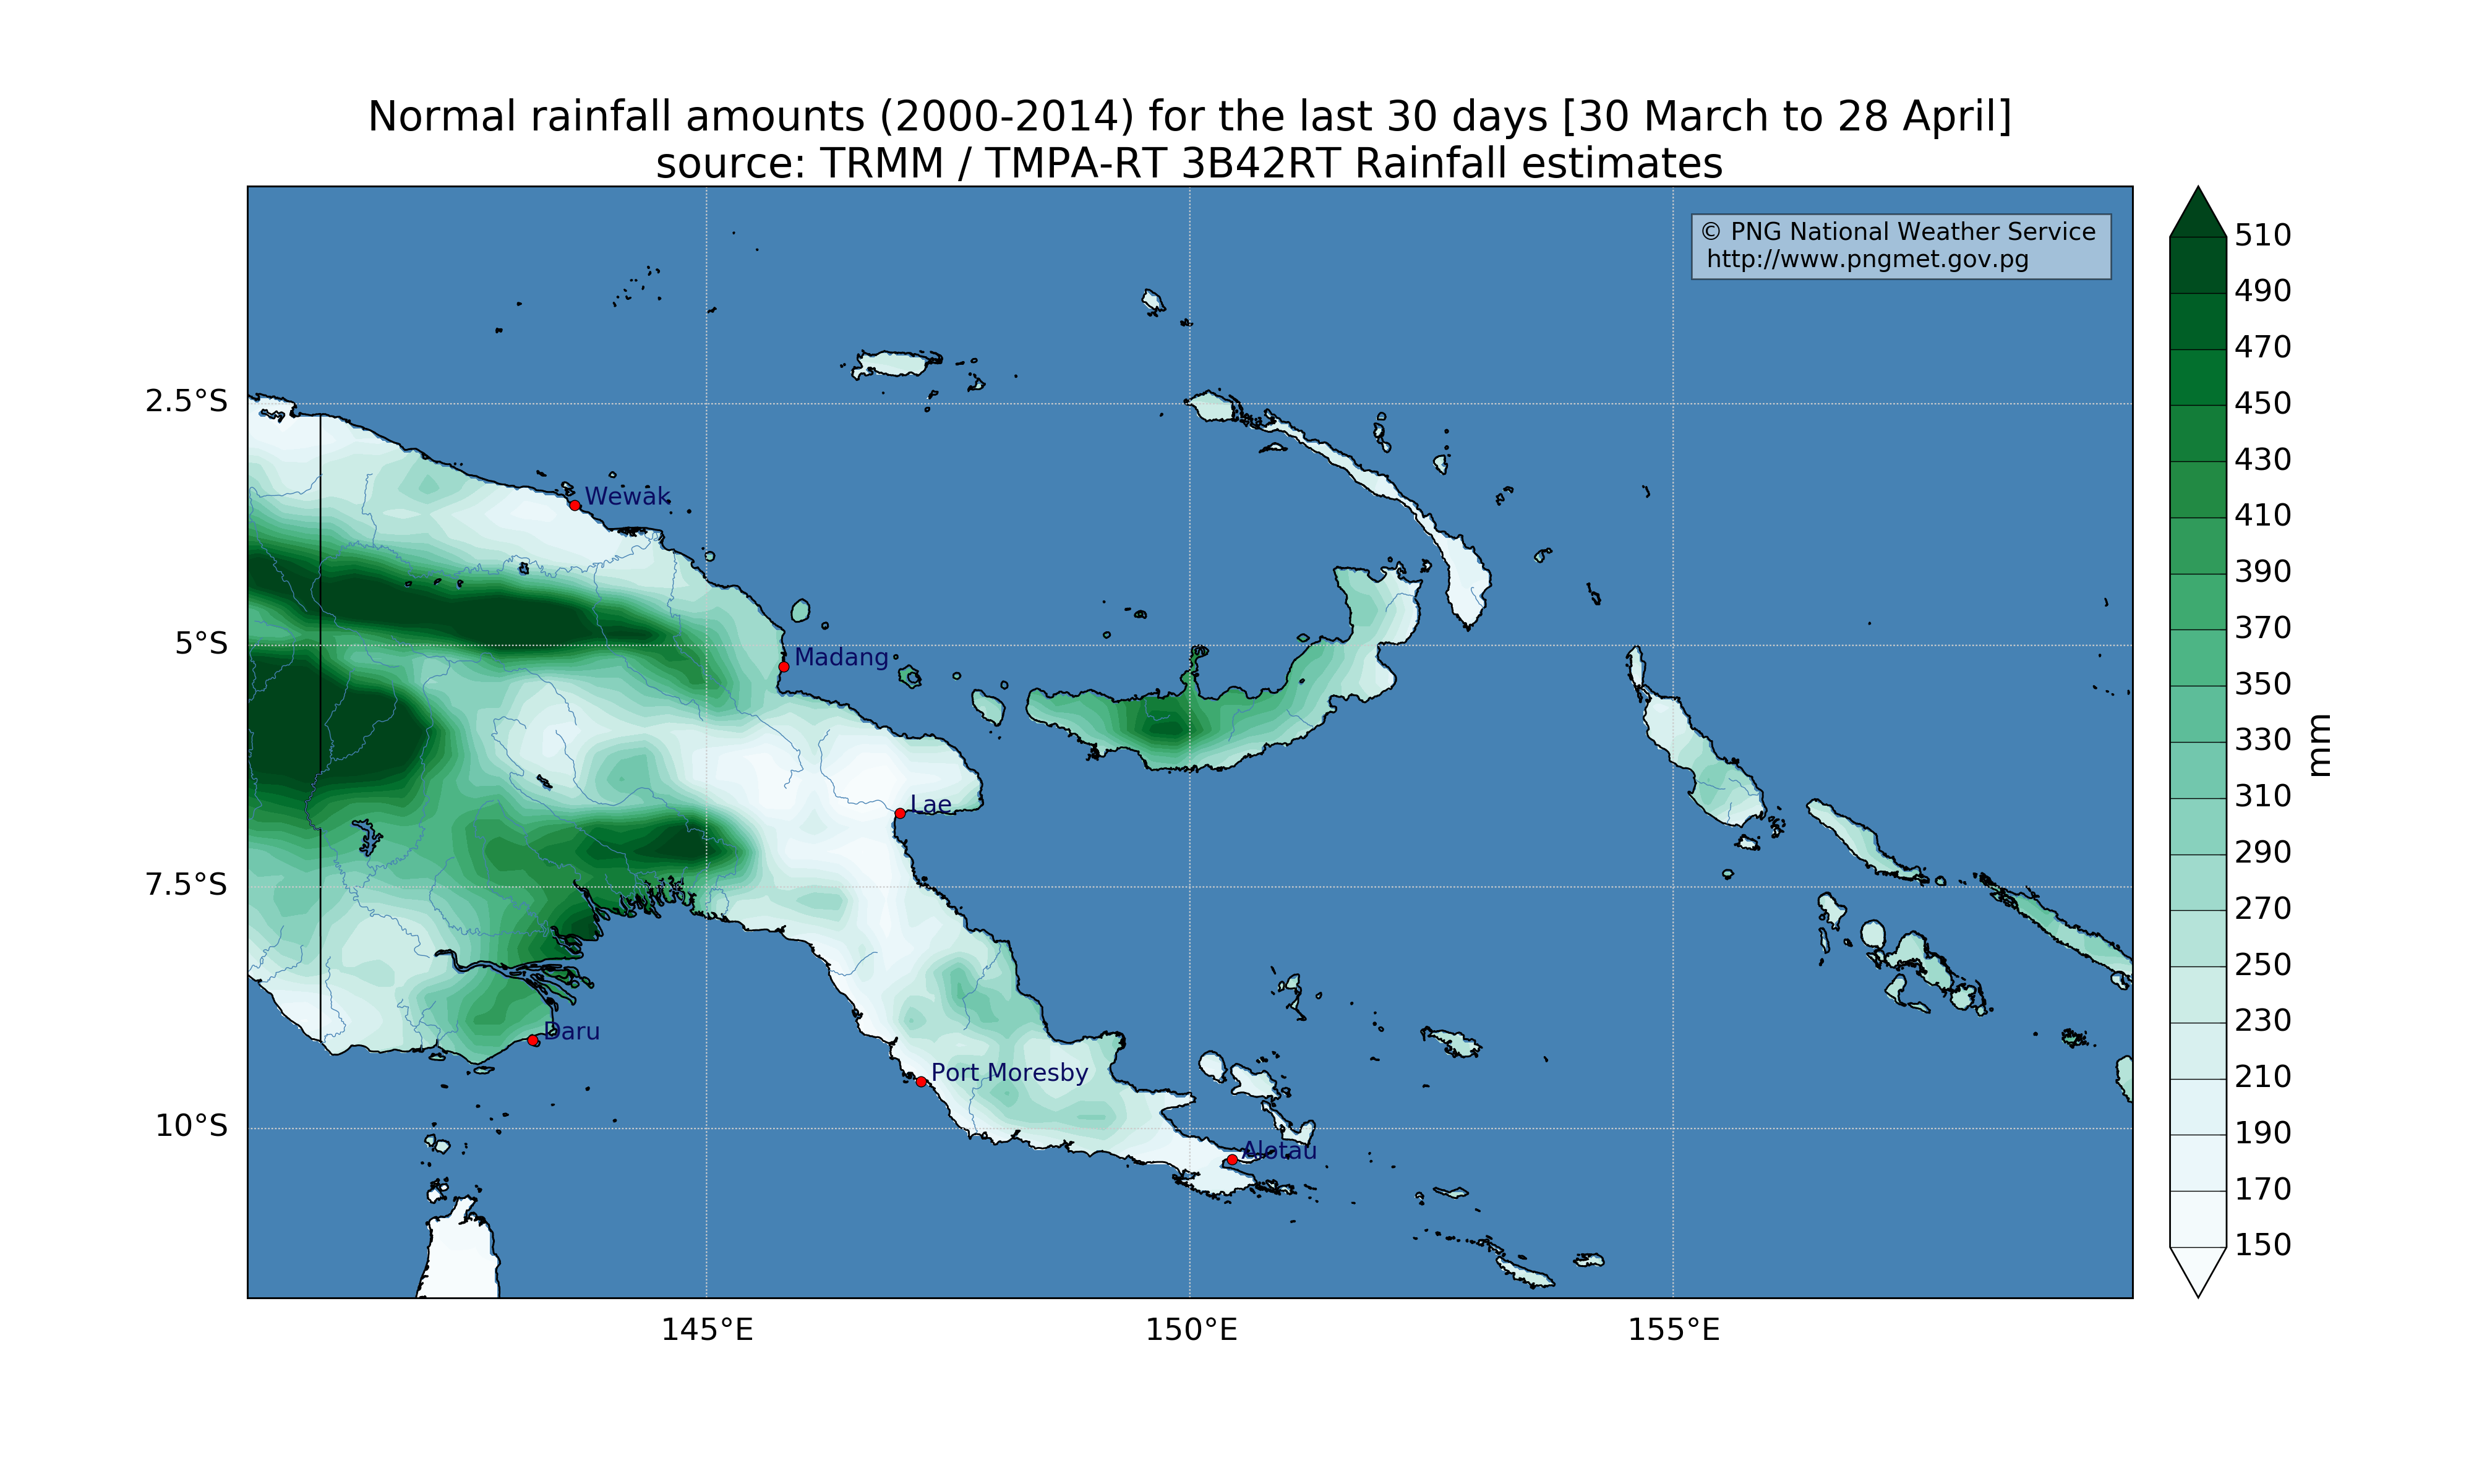 Normal rainfall amounts (2000-2014) for the last 30 days [30 March to 28 April]
source: TRMM / TMPA-RT 3B42RT Rainfall estimates
© PNG National Weather Service
http://www.pngmet.gov.pg
2.5°S
5°S
7.5°S
10°S
145°E
150°E
155°E
Wewak
Madang
Lae
Daru
Port Moresby
Alotau
510
490
470
450
430
410
390
370
350
330
310
290
270
250
230
210
190
170
150
mm